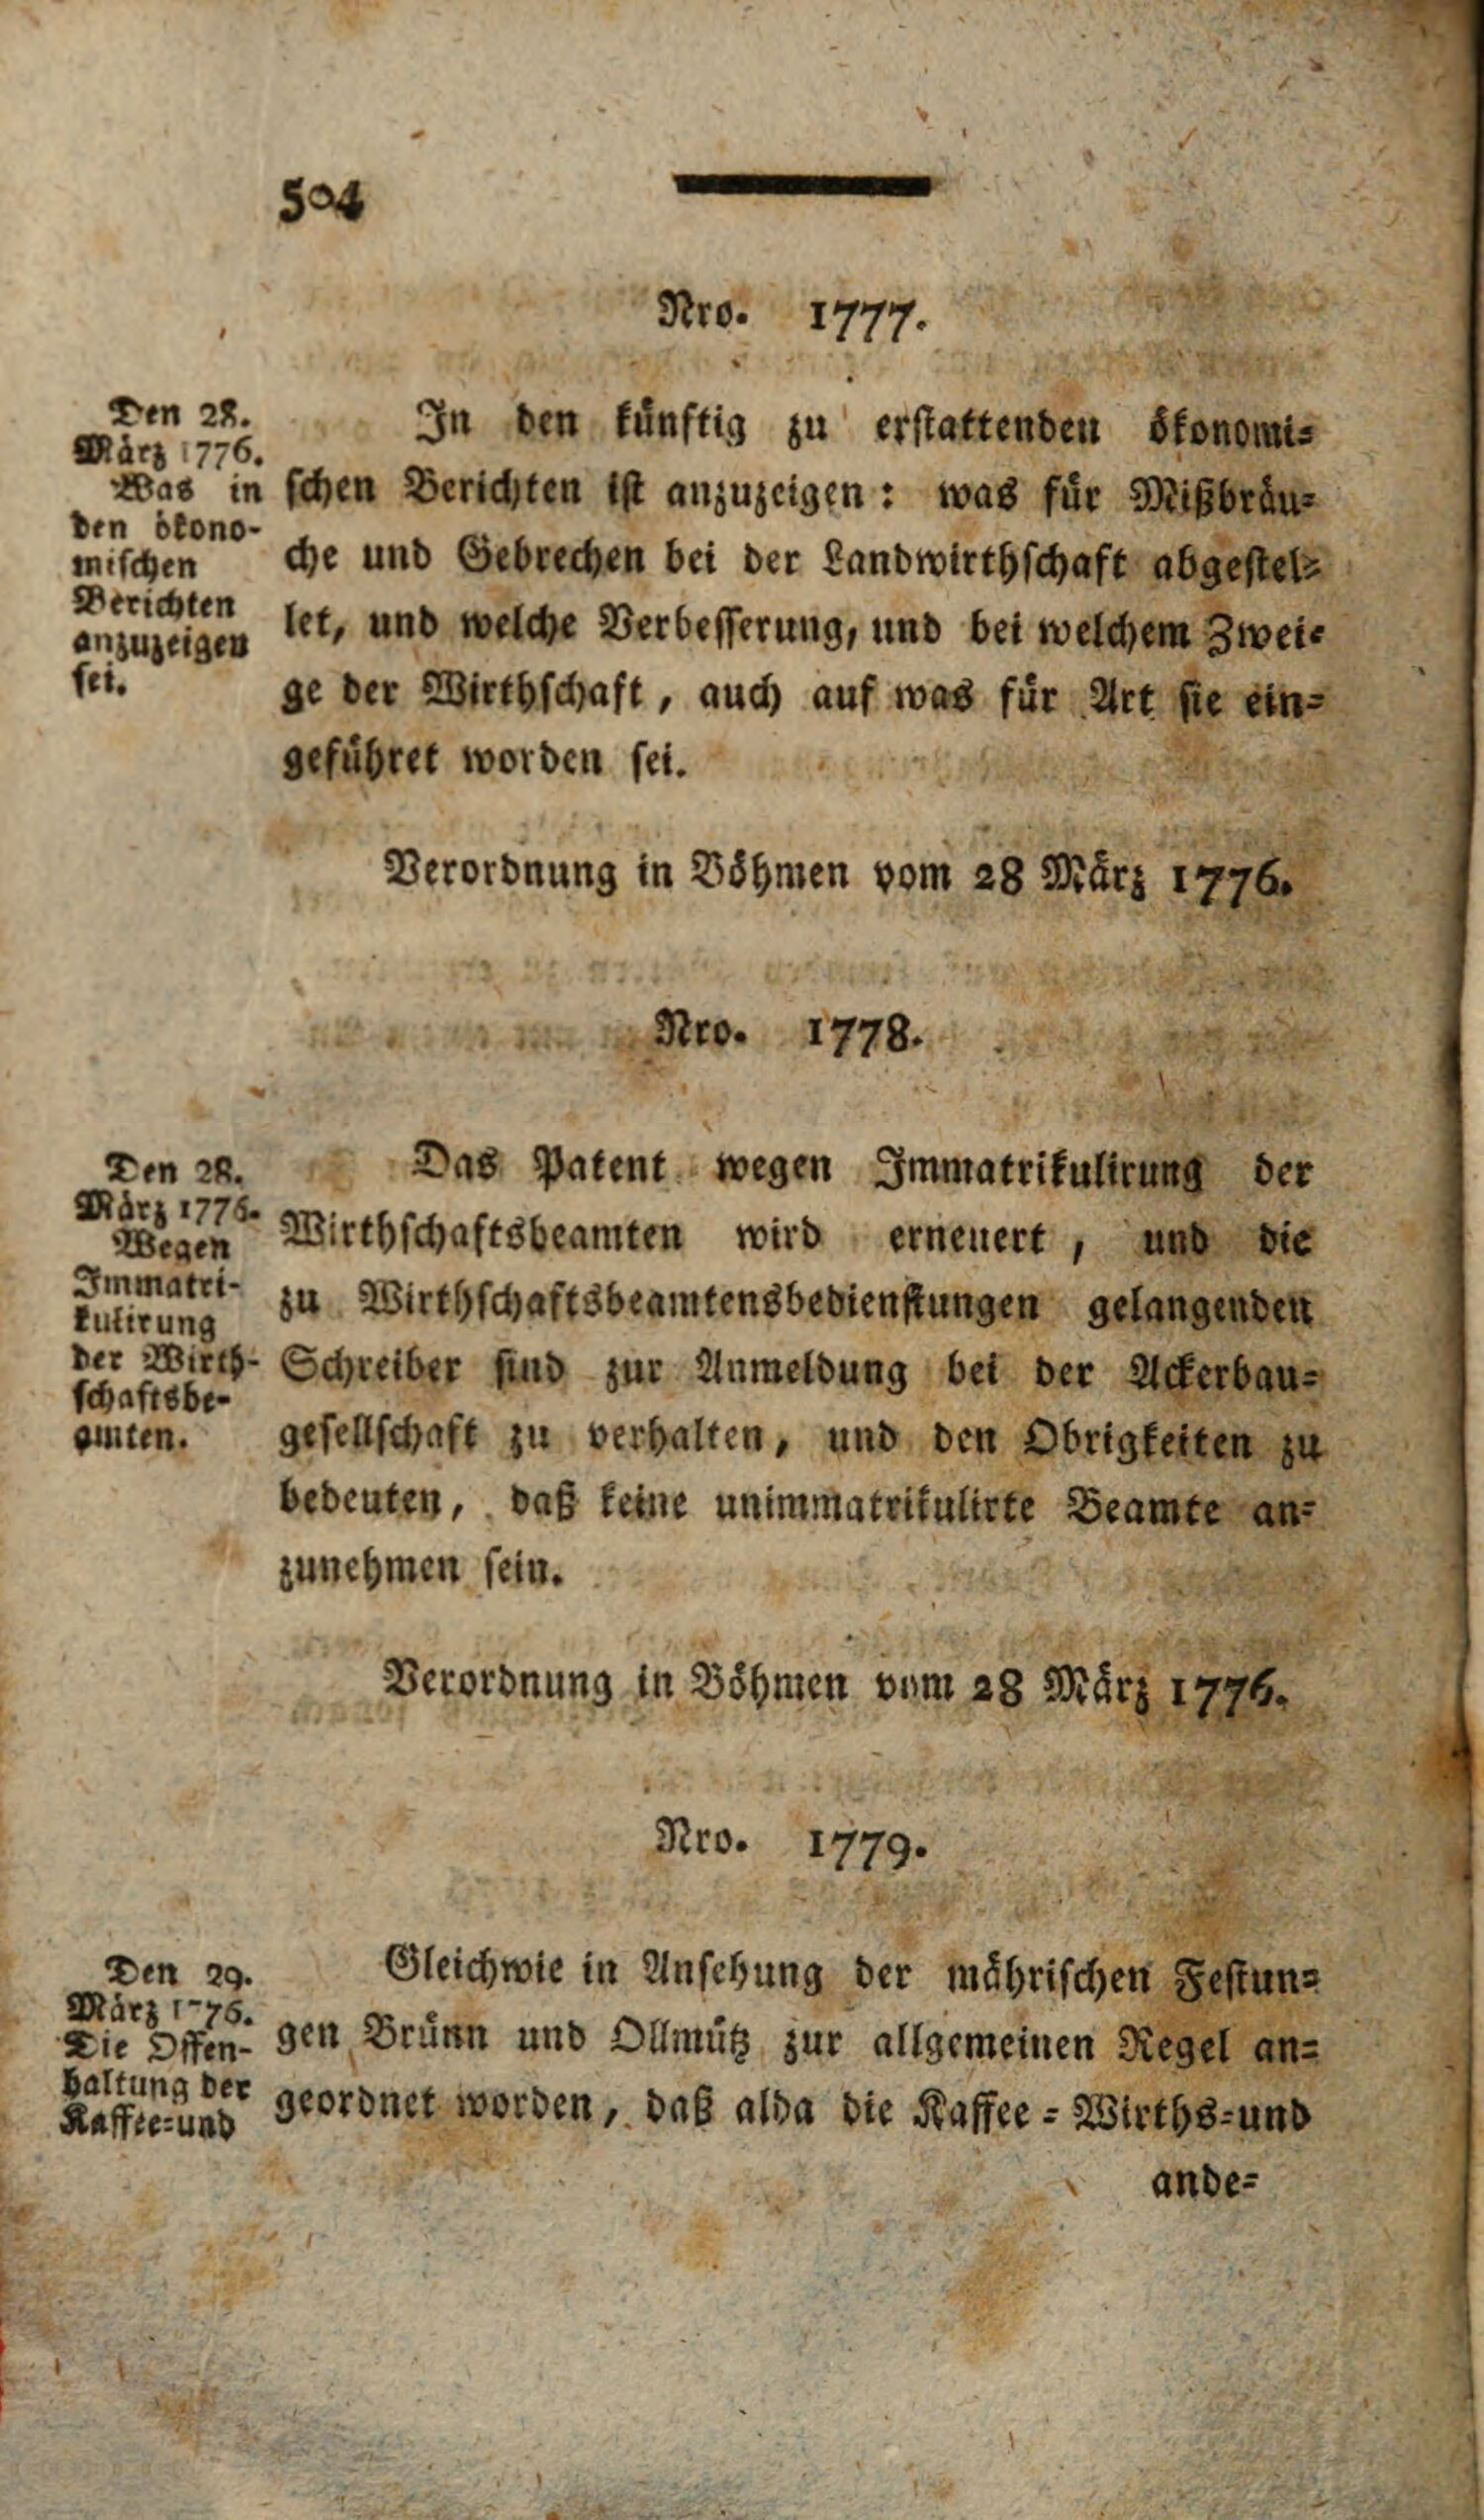 504
Nro. 1777.
Den 28.
März 1776.
Was in
den ökono-
mischen
Berichten
anzuzeigen
sei.
In den künftig zu erstattenden ökonomi-
schen Berichten ist anzuzeigen: was für Mißbräu-
che und Gebrechen bei der Landwirthschaft abgestel-
let, und welche Verbesserung, und bei welchem Zwei-
ge der Wirthschaft, auch auf was für Art sie ein-
geführet worden sei.
Verordnung in Böhmen vom 28 März 1776.
Nro. 1778.
Den 28.
März 1776.
Wegen
Immatri-
kulirung
der Wirth-
schaftsbe-
amten.
Das Patent wegen Immatrikulirung der
Wirthschaftsbeamten wird erneuert, und die
zu Wirthschaftsbeamtensbedienstungen gelangenden
Schreiber sind zur Anmeldung bei der Ackerbau-
gesellschaft zu verhalten, und den Obrigkeiten zu
bedeuten, daß keine unimmatrikulirte Beamte an-
zunehmen sein.
Verordnung in Böhmen vom 28 März 1776.
Nro. 1779.
Den 29.
März 1776.
Die Offen-
haltung der
Kaffee-und
Gleichwie in Ansehung der mährischen Festun-
gen Brünn und Ollmütz zur allgemeinen Regel an-
geordnet worden, daß alda die Kaffee-Wirths-und
ande-